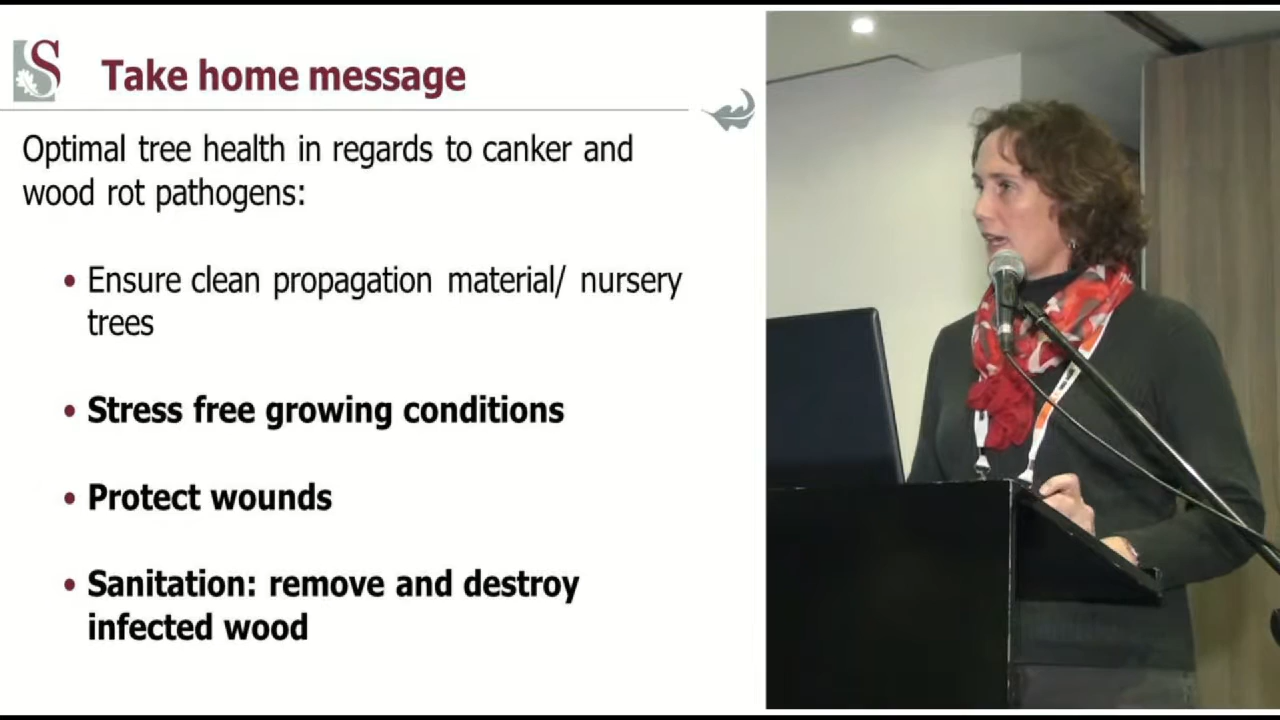 S
Take home message
Optimal tree health in regards to canker and
wood rot pathogens:
• Ensure clean propagation material/ nursery
trees
• Stress free growing conditions
• Protect wounds
• Sanitation: remove and destroy
infected wood